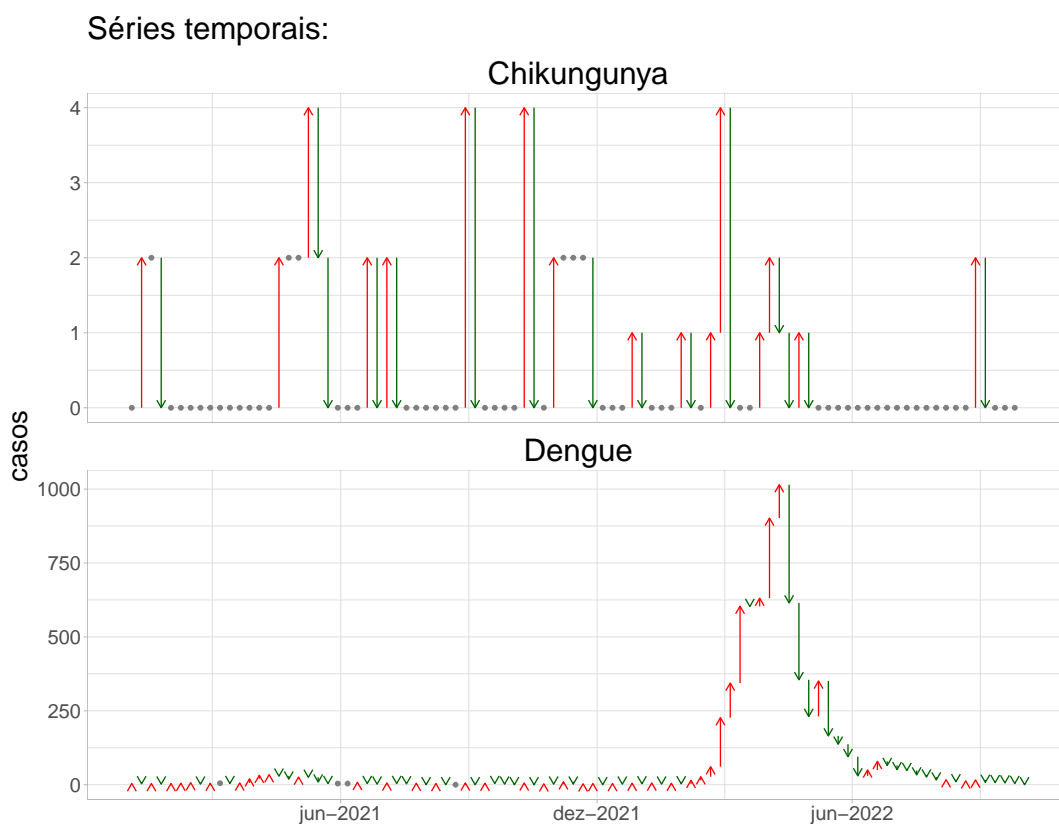 Séries temporais:
Chikungunya
4
3
2
1
0
casos
Dengue
1000
750
500
250
0
jun−2021
dez−2021
jun−2022